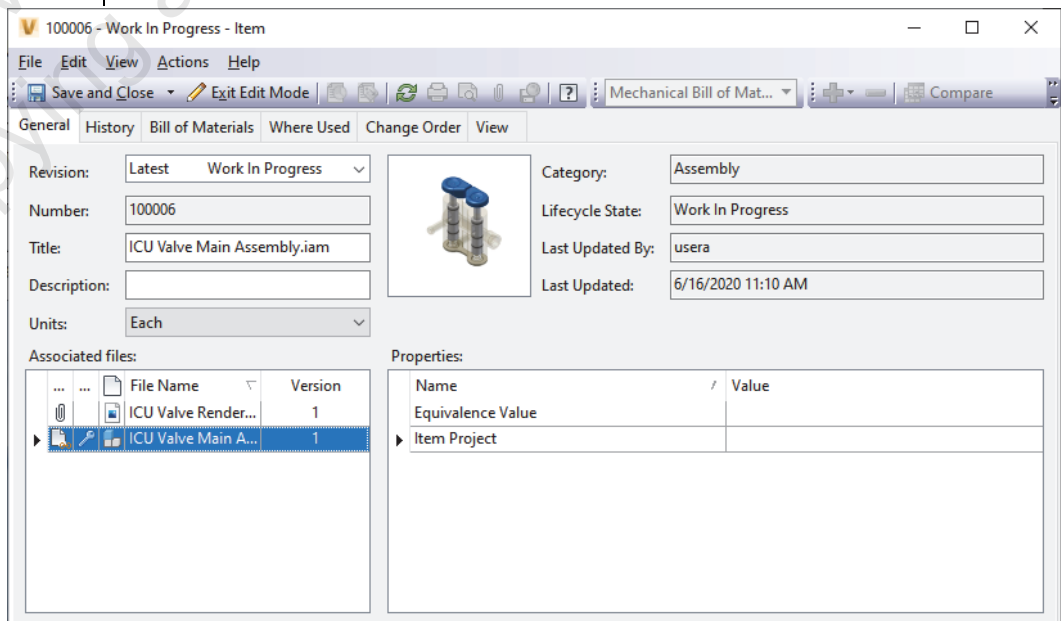 100006 - Work In Progress - Item
File Edit View Actions Help
Save and Close Exit Edit Mode Mechanical Bill of Mat... Compare
General History Bill of Materials Where Used Change Order View
Revision: Latest Work In Progress Category: Assembly
Number: 100006 Lifecycle State: Work In Progress
Title: ICU Valve Main Assembly.iam Last Updated By: usera
Description: Last Updated: 6/16/2020 11:10 AM
Units: Each
Associated files: Properties:
... ... File Name Version Name Value
ICU Valve Render... 1 Equivalence Value
ICU Valve Main A... 1 Item Project